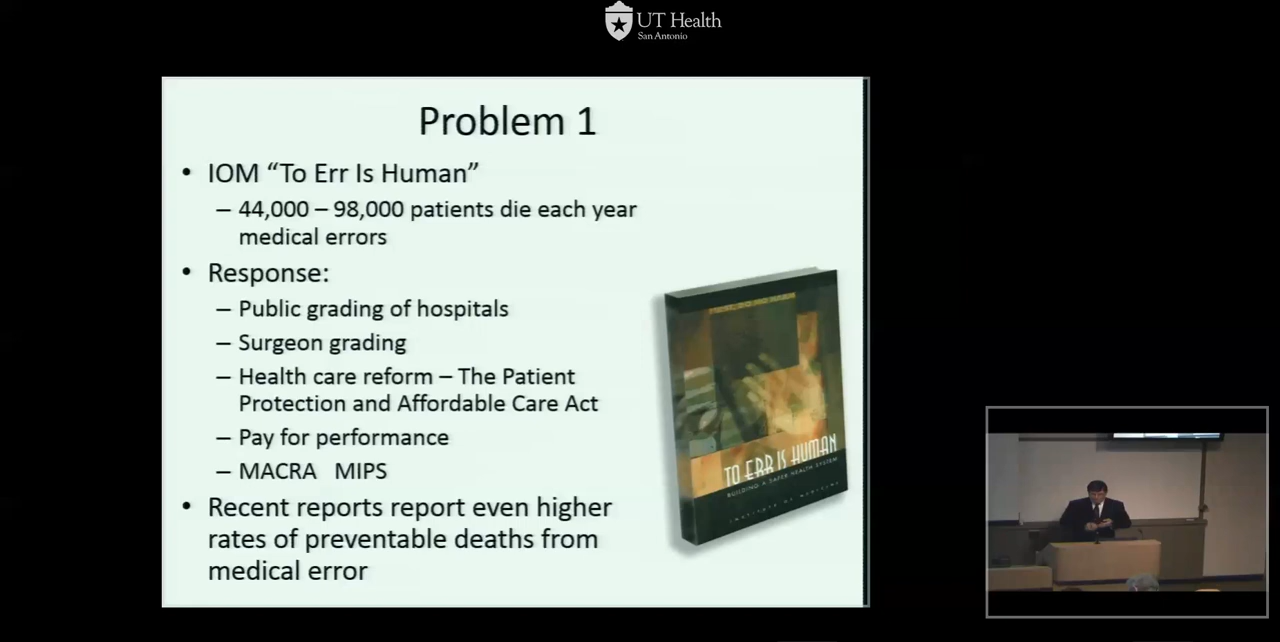 UT Health
San Antonio
Problem 1
• IOM “To Err Is Human”
– 44,000 – 98,000 patients die each year
medical errors
• Response:
– Public grading of hospitals
– Surgeon grading
– Health care reform – The Patient
Protection and Affordable Care Act
– Pay for performance
– MACRA   MIPS
• Recent reports report even higher
rates of preventable deaths from
medical error
TO ERR IS HUMAN
BUILDING A SAFER HEALTH SYSTEM
INSTITUTE OF MEDICINE